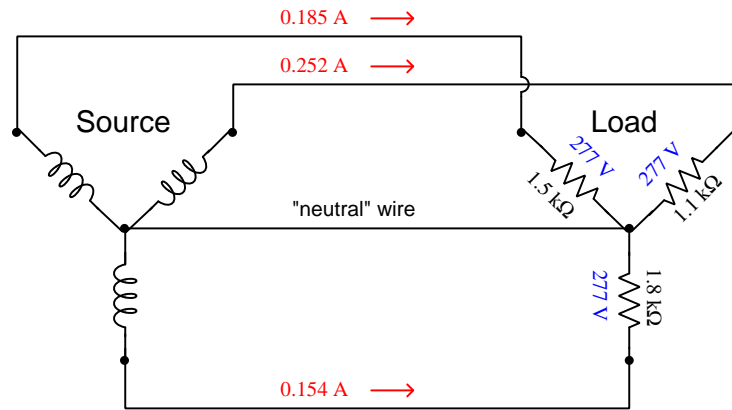 0.185 A
0.252 A
Source
Load
277 V
1.5 kΩ
277 V
1.1 kΩ
"neutral" wire
277 V
1.8 kΩ
0.154 A